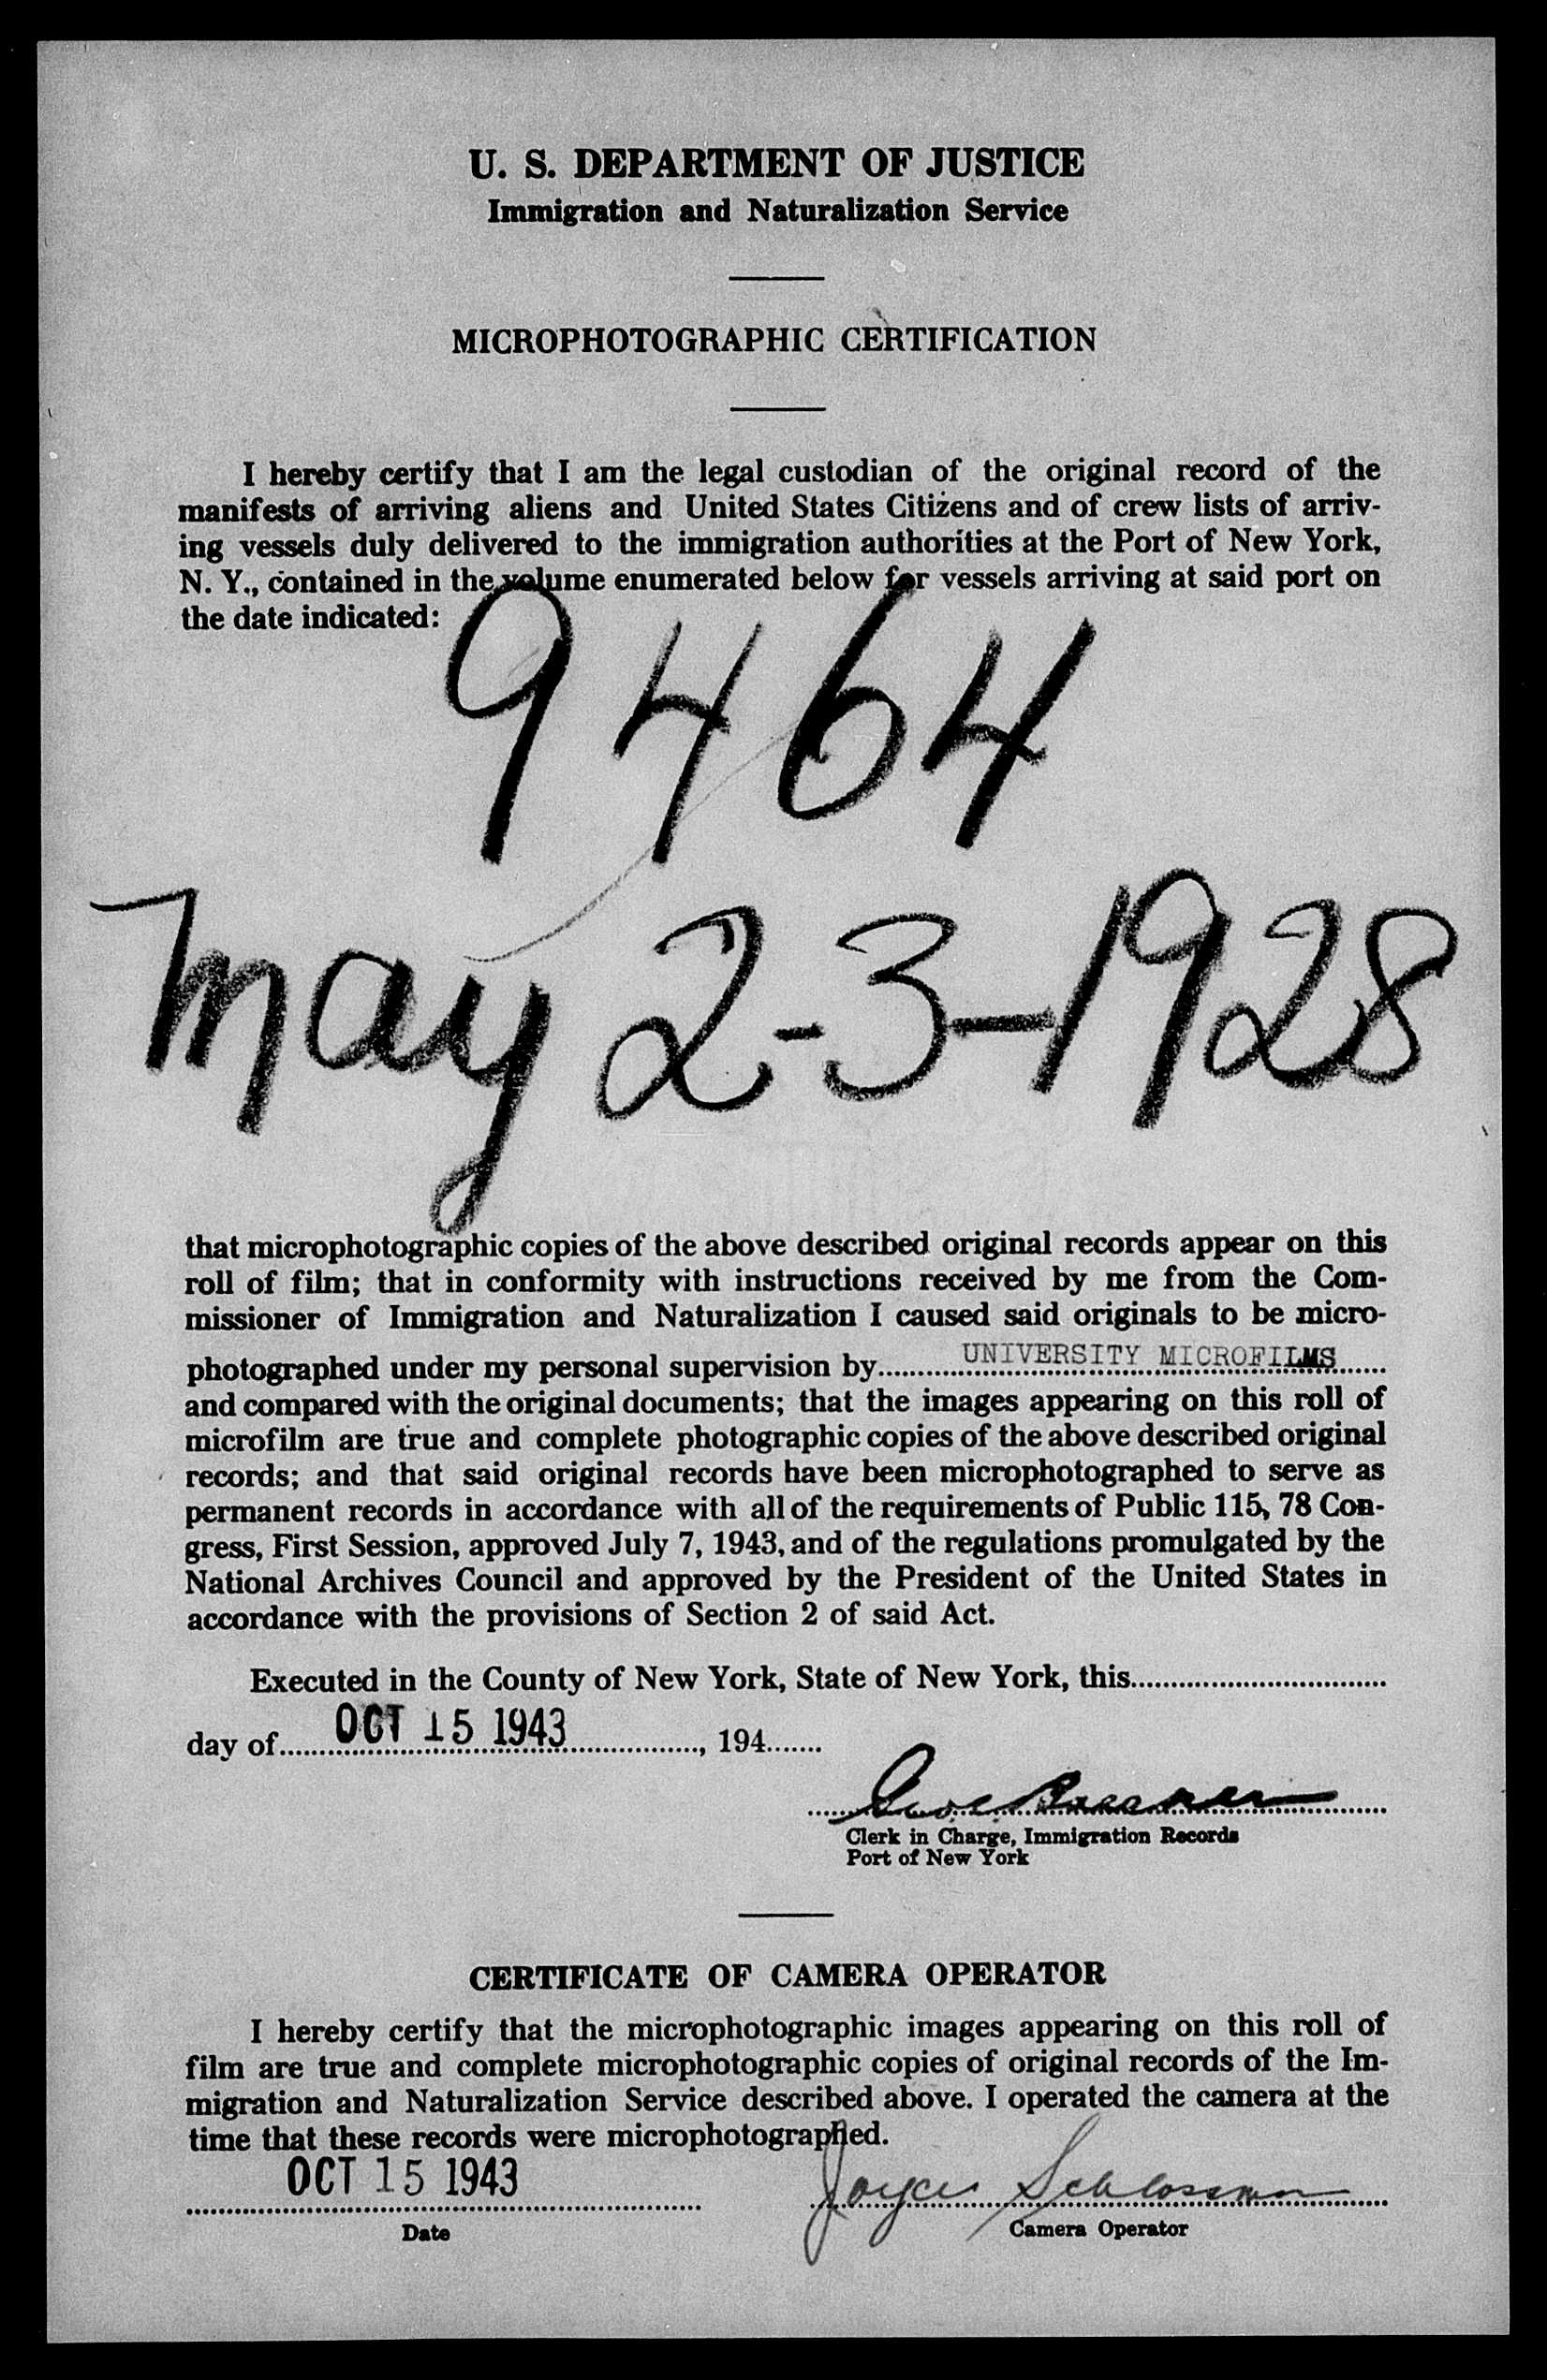 U. S. DEPARTMENT OF JUSTICE
Immigration and Naturalization Service
MICROPHOTOGRAPHIC CERTIFICATION
I hereby certify that I am the legal custodian of the original record of the
manifests of arriving aliens and United States Citizens and of crew lists of arriv-
ing vessels duly delivered to the immigration authorities at the Port of New York,
N. Y., contained in the volume enumerated below for vessels arriving at said port on
the date indicated:
9464
May 2-3-1928
that microphotographic copies of the above described original records appear on this
roll of film; that in conformity with instructions received by me from the Com-
missioner of Immigration and Naturalization I caused said originals to be micro-
photographed under my personal supervision by UNIVERSITY MICROFILMS
and compared with the original documents; that the images appearing on this roll of
microfilm are true and complete photographic copies of the above described original
records; and that said original records have been microphotographed to serve as
permanent records in accordance with all of the requirements of Public 115, 78 Con-
gress, First Session, approved July 7, 1943, and of the regulations promulgated by the
National Archives Council and approved by the President of the United States in
accordance with the provisions of Section 2 of said Act.
Executed in the County of New York, State of New York, this
day of OCT 15 1943, 194
Clerk in Charge, Immigration Records
Port of New York
CERTIFICATE OF CAMERA OPERATOR
I hereby certify that the microphotographic images appearing on this roll of
film are true and complete microphotographic copies of original records of the Im-
migration and Naturalization Service described above. I operated the camera at the
time that these records were microphotographed.
OCT 15 1943 Joyce Schlossman
Date Camera Operator